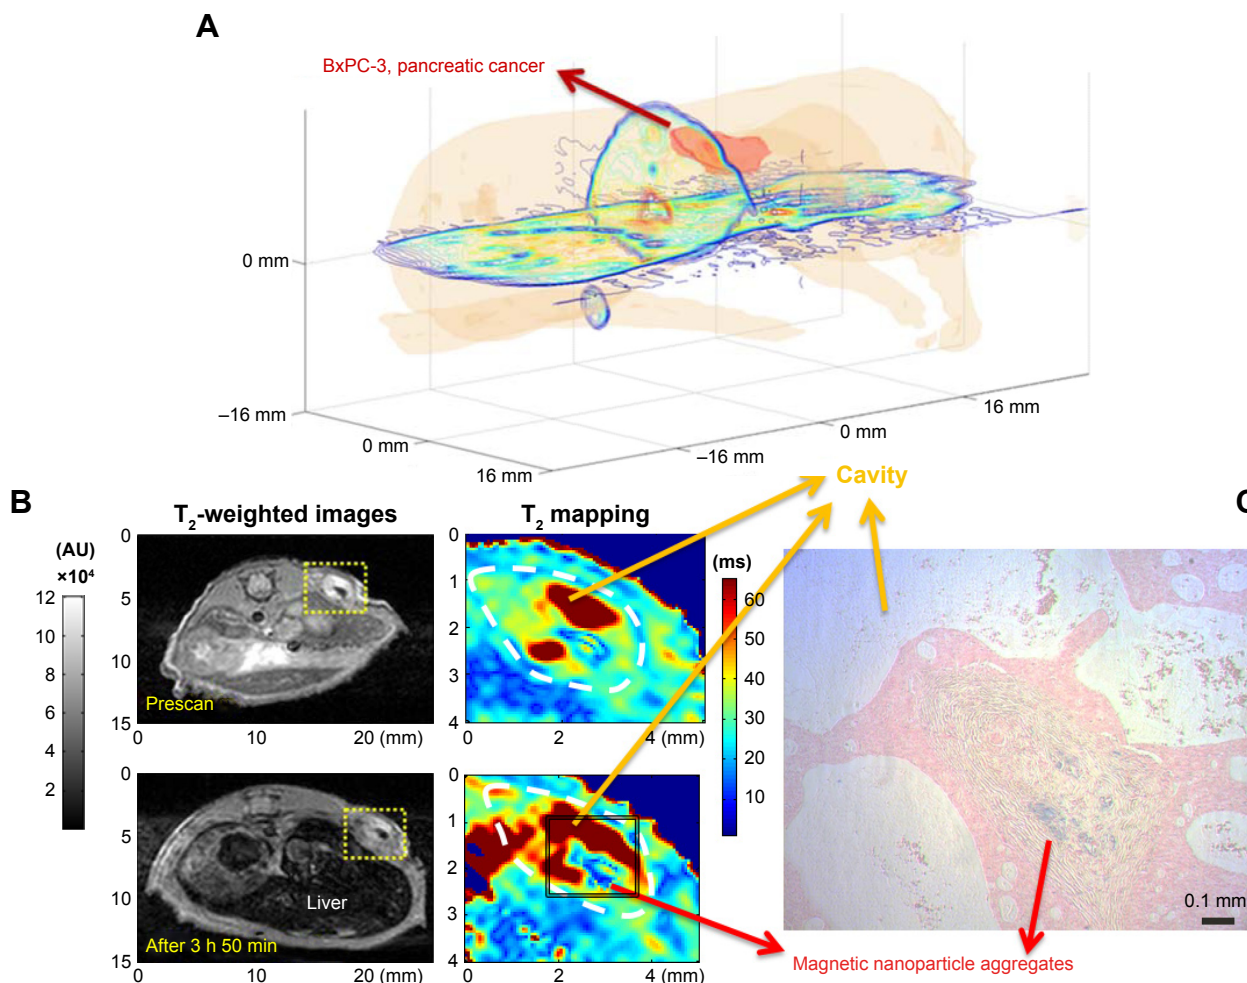 A
BxPC-3, pancreatic cancer
0 mm
–16 mm
0 mm
16 mm
–16 mm
0 mm
16 mm
Cavity
B
T2-weighted images
T2 mapping
C
(AU)
×10⁴
12
10
8
6
4
2
0
5
10
15
Prescan
0
10
20 (mm)
0
1
2
3
4
0
2
4 (mm)
(ms)
60
50
40
30
20
10
0
5
10
15
Liver
After 3 h 50 min
0
10
20 (mm)
0
1
2
3
4
0
2
4 (mm)
0.1 mm
Magnetic nanoparticle aggregates